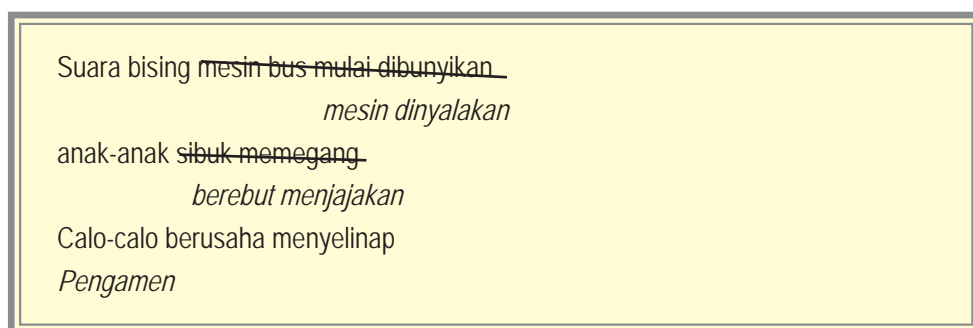 Suara bising mesin bus mulai dibunyikan
mesin dinyalakan
anak-anak sibuk memegang
berebut menjajakan
Calo-calo berusaha menyelinap
Pengamen